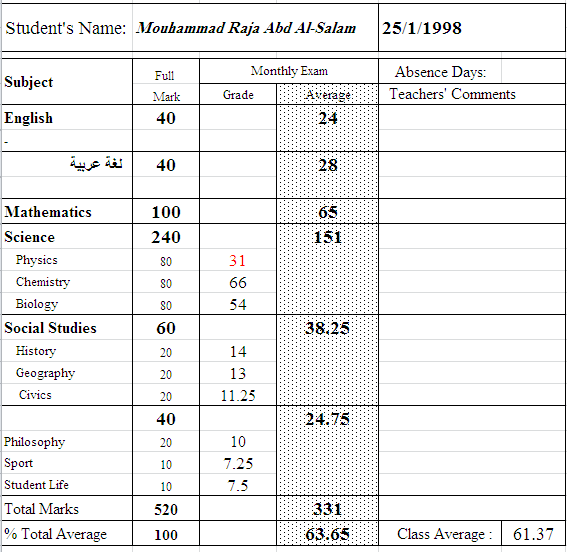 Student's Name: Mouhammad Raja Abd Al-Salam 25/1/1998
Subject Full Mark Monthly Exam Absence Days:
Grade Average Teachers' Comments
English 40 24
-
لغة عربية 40 28
Mathematics 100 65
Science 240 151
Physics 80 31
Chemistry 80 66
Biology 80 54
Social Studies 60 38.25
History 20 14
Geography 20 13
Civics 20 11.25
40 24.75
Philosophy 20 10
Sport 10 7.25
Student Life 10 7.5
Total Marks 520 331
% Total Average 100 63.65 Class Average : 61.37